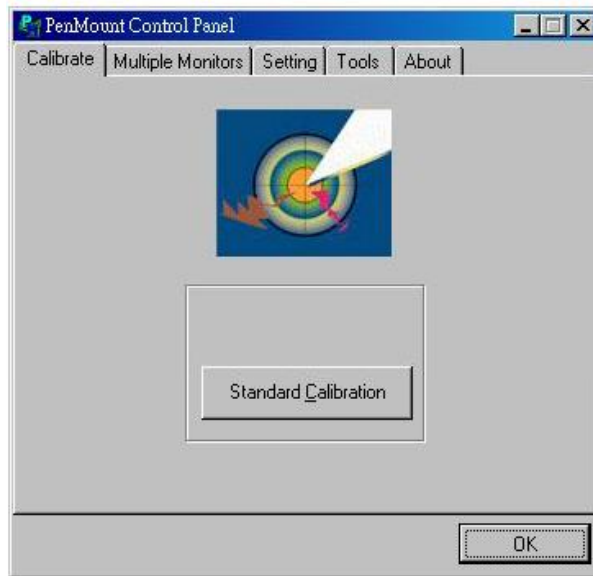 PenMount Control Panel
Calibrate Multiple Monitors Setting Tools About
Standard Calibration
OK